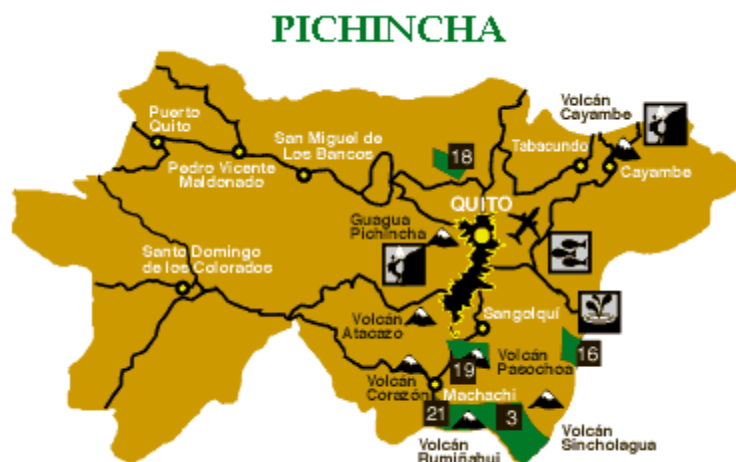 PICHINCHA
Volcán
Cayambe
Puerto
Quito
San Miguel de
Los Bancos
Pedro Vicente
Maldonado
18
Tabacundo
Cayambe
QUITO
Guagua
Pichincha
Santo Domingo
de los Colorados
Sangolquí
Volcán
Atacazo
Volcán
Pasochoa
16
19
Volcán
Corazón
Machachi
21
3
Volcán
Sincholagua
Volcán
Rumiñahui